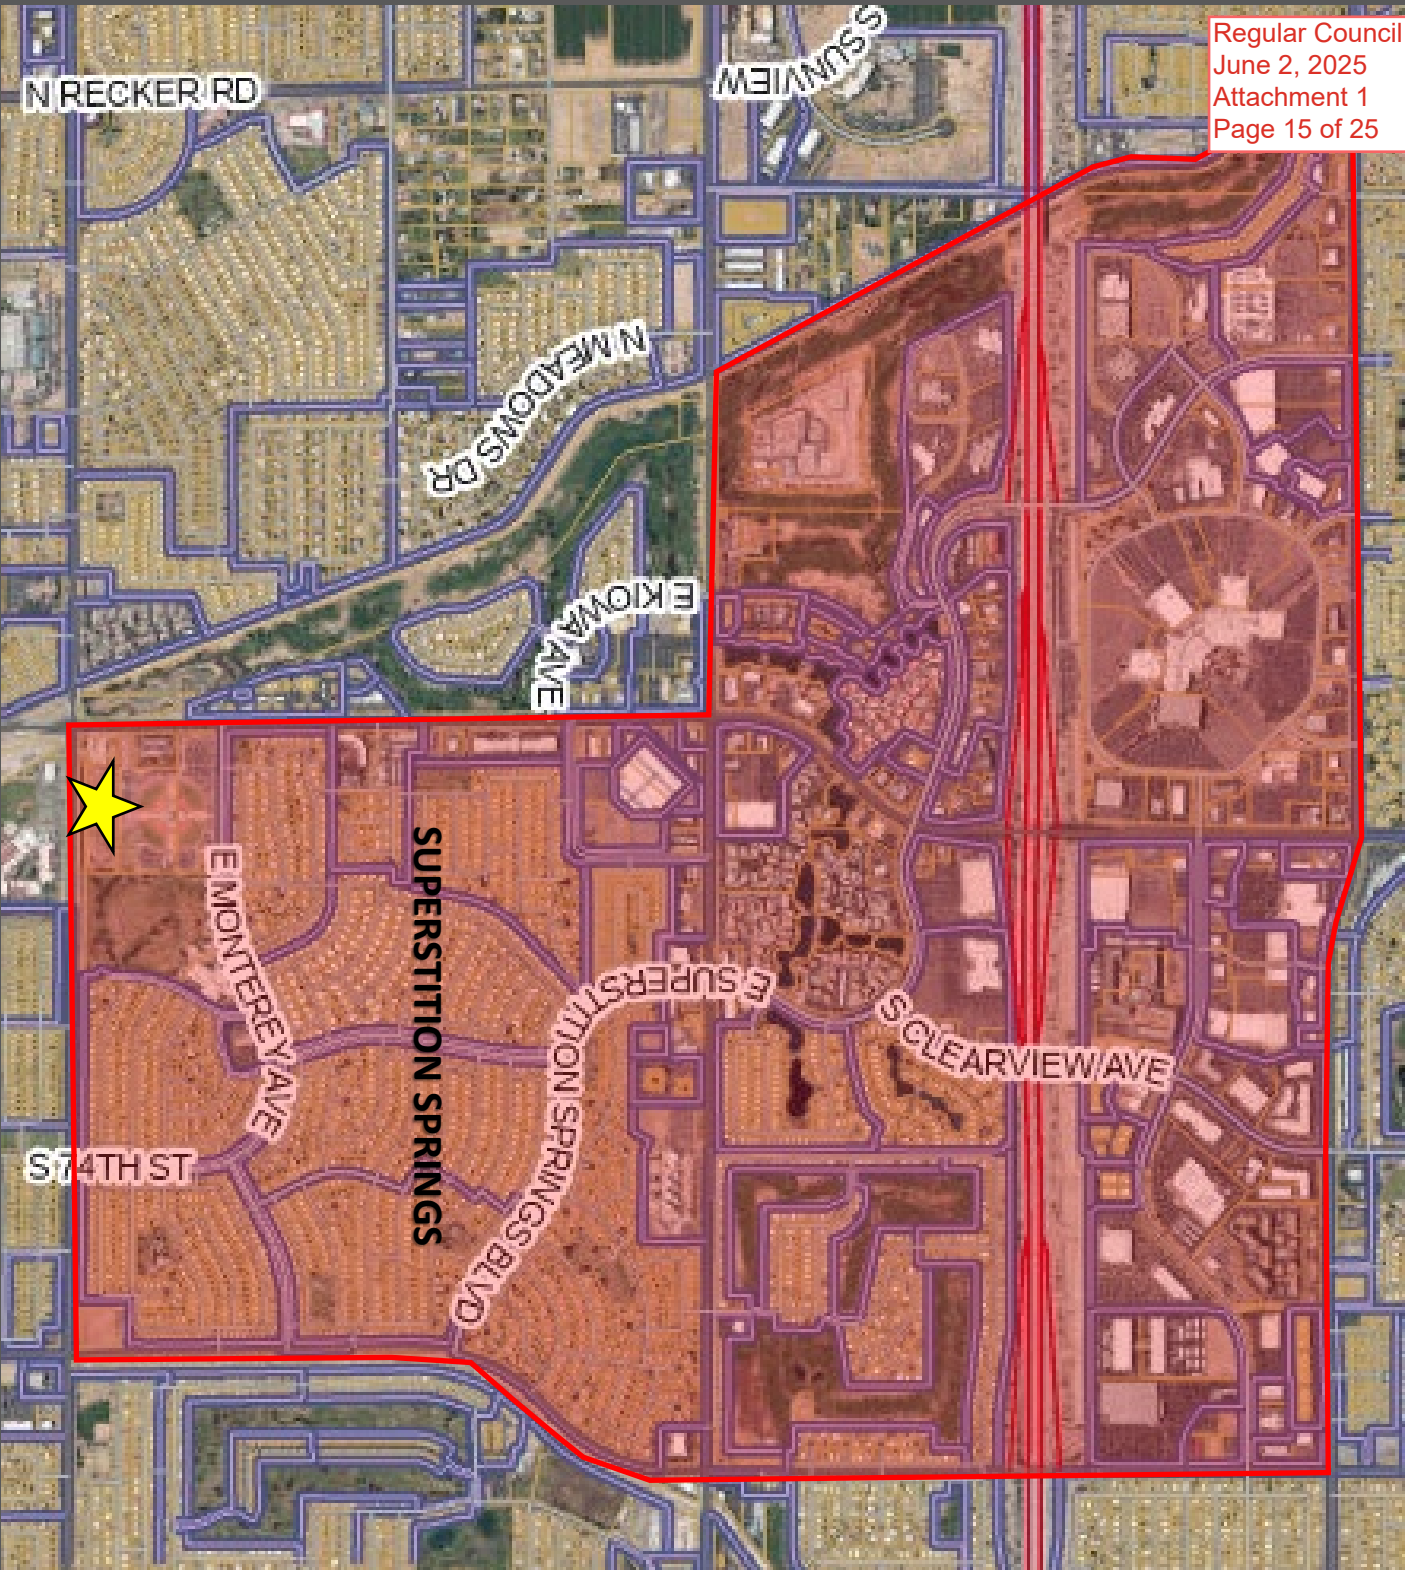 Regular Council
June 2, 2025
Attachment 1
Page 15 of 25
S SUNVIEW
N RECKER RD
N MEADOWS DR
E KIOWA AVE
E MONTEREY AVE
SUPERSTITION SPRINGS
E SUPERSTITION SPRINGS BLVD
S CLEARVIEW AVE
S 74TH ST